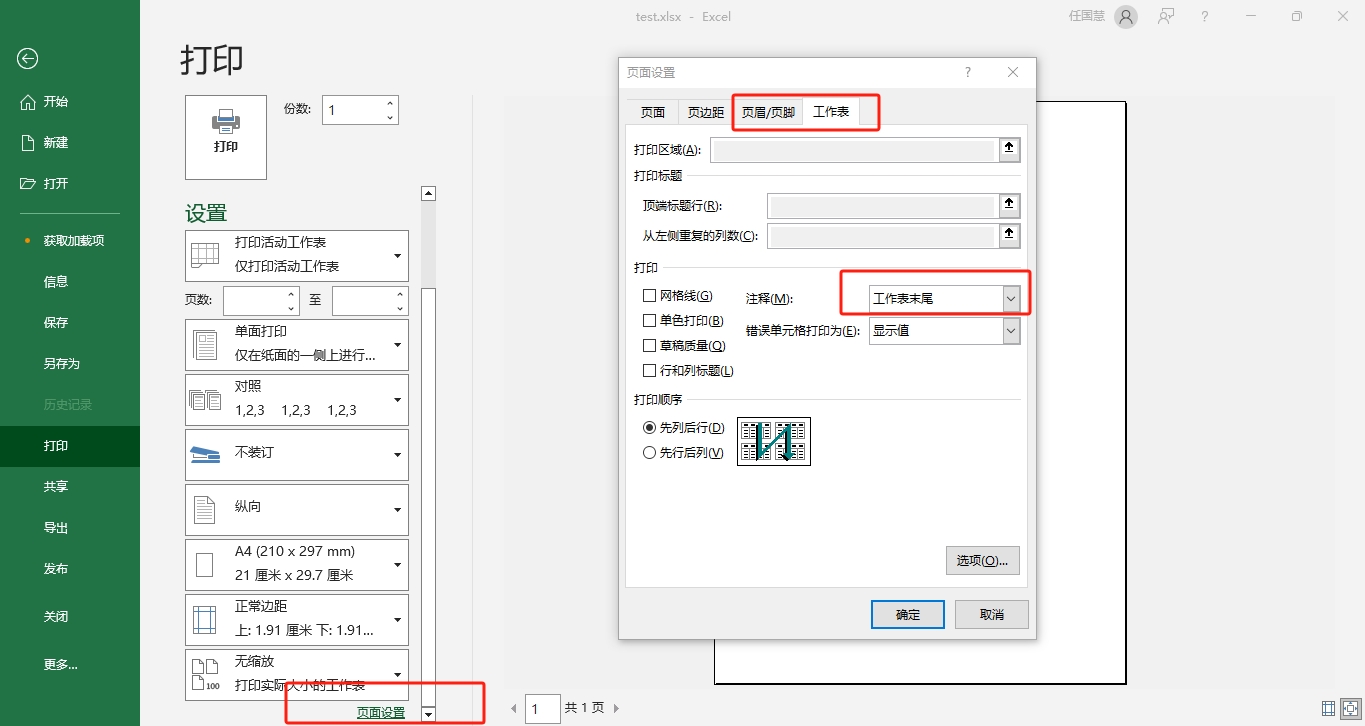 test.xlsx - Excel
任国慧
?
开始
新建
打开
获取加载项
信息
保存
另存为
历史记录
打印
共享
导出
发布
关闭
更多...
打印
打印
份数:
1
设置
打印活动工作表
仅打印活动工作表
页数:
至
单面打印
仅在纸面的一侧上进行...
对照
1,2,3 1,2,3 1,2,3
不装订
纵向
A4 (210 x 297 mm)
21 厘米 x 29.7 厘米
正常边距
上: 1.91 厘米 下: 1.91...
无缩放
100
打印实际大小的工作表
页面设置
1
共 1 页
页面设置
?
页面 页边距 页眉/页脚 工作表
打印区域(A):
打印标题
顶端标题行(R):
从左侧重复的列数(C):
打印
网格线(G)
单色打印(B)
草稿质量(Q)
行和列标题(L)
注释(M):
工作表末尾
错误单元格打印为(E):
显示值
打印顺序
先列后行(D)
先行后列(V)
选项(O)...
确定
取消